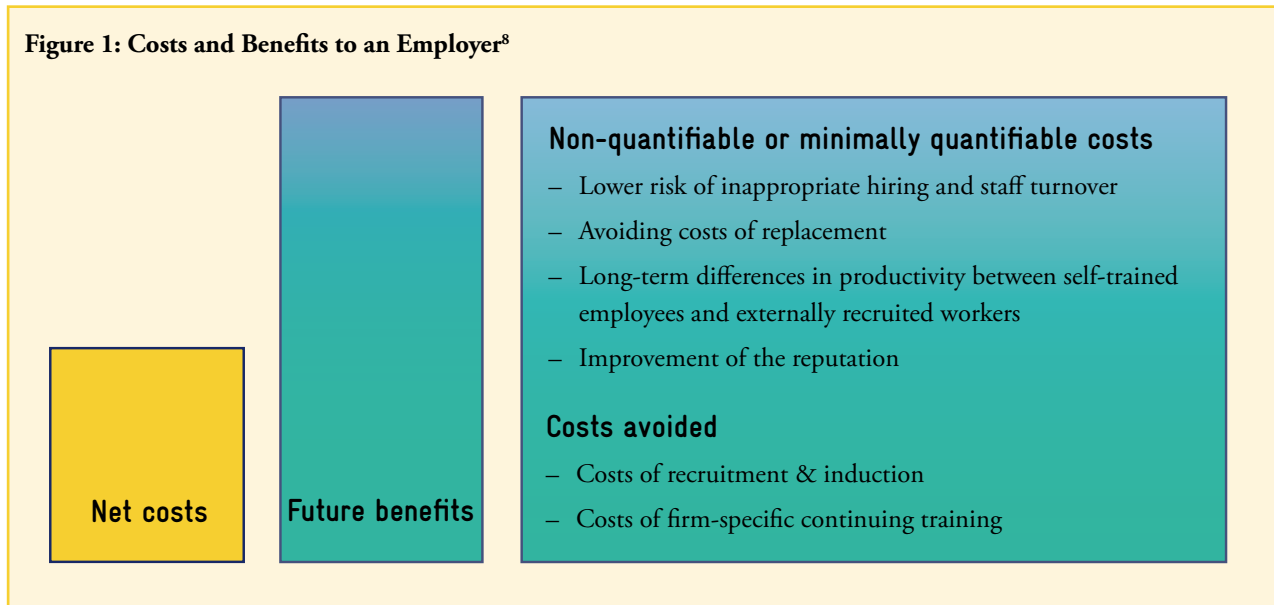 Figure 1: Costs and Benefits to an Employer⁸
Non-quantifiable or minimally quantifiable costs
– Lower risk of inappropriate hiring and staff turnover
– Avoiding costs of replacement
– Long-term differences in productivity between self-trained
employees and externally recruited workers
– Improvement of the reputation
Costs avoided
– Costs of recruitment & induction
– Costs of firm-specific continuing training
Net costs
Future benefits